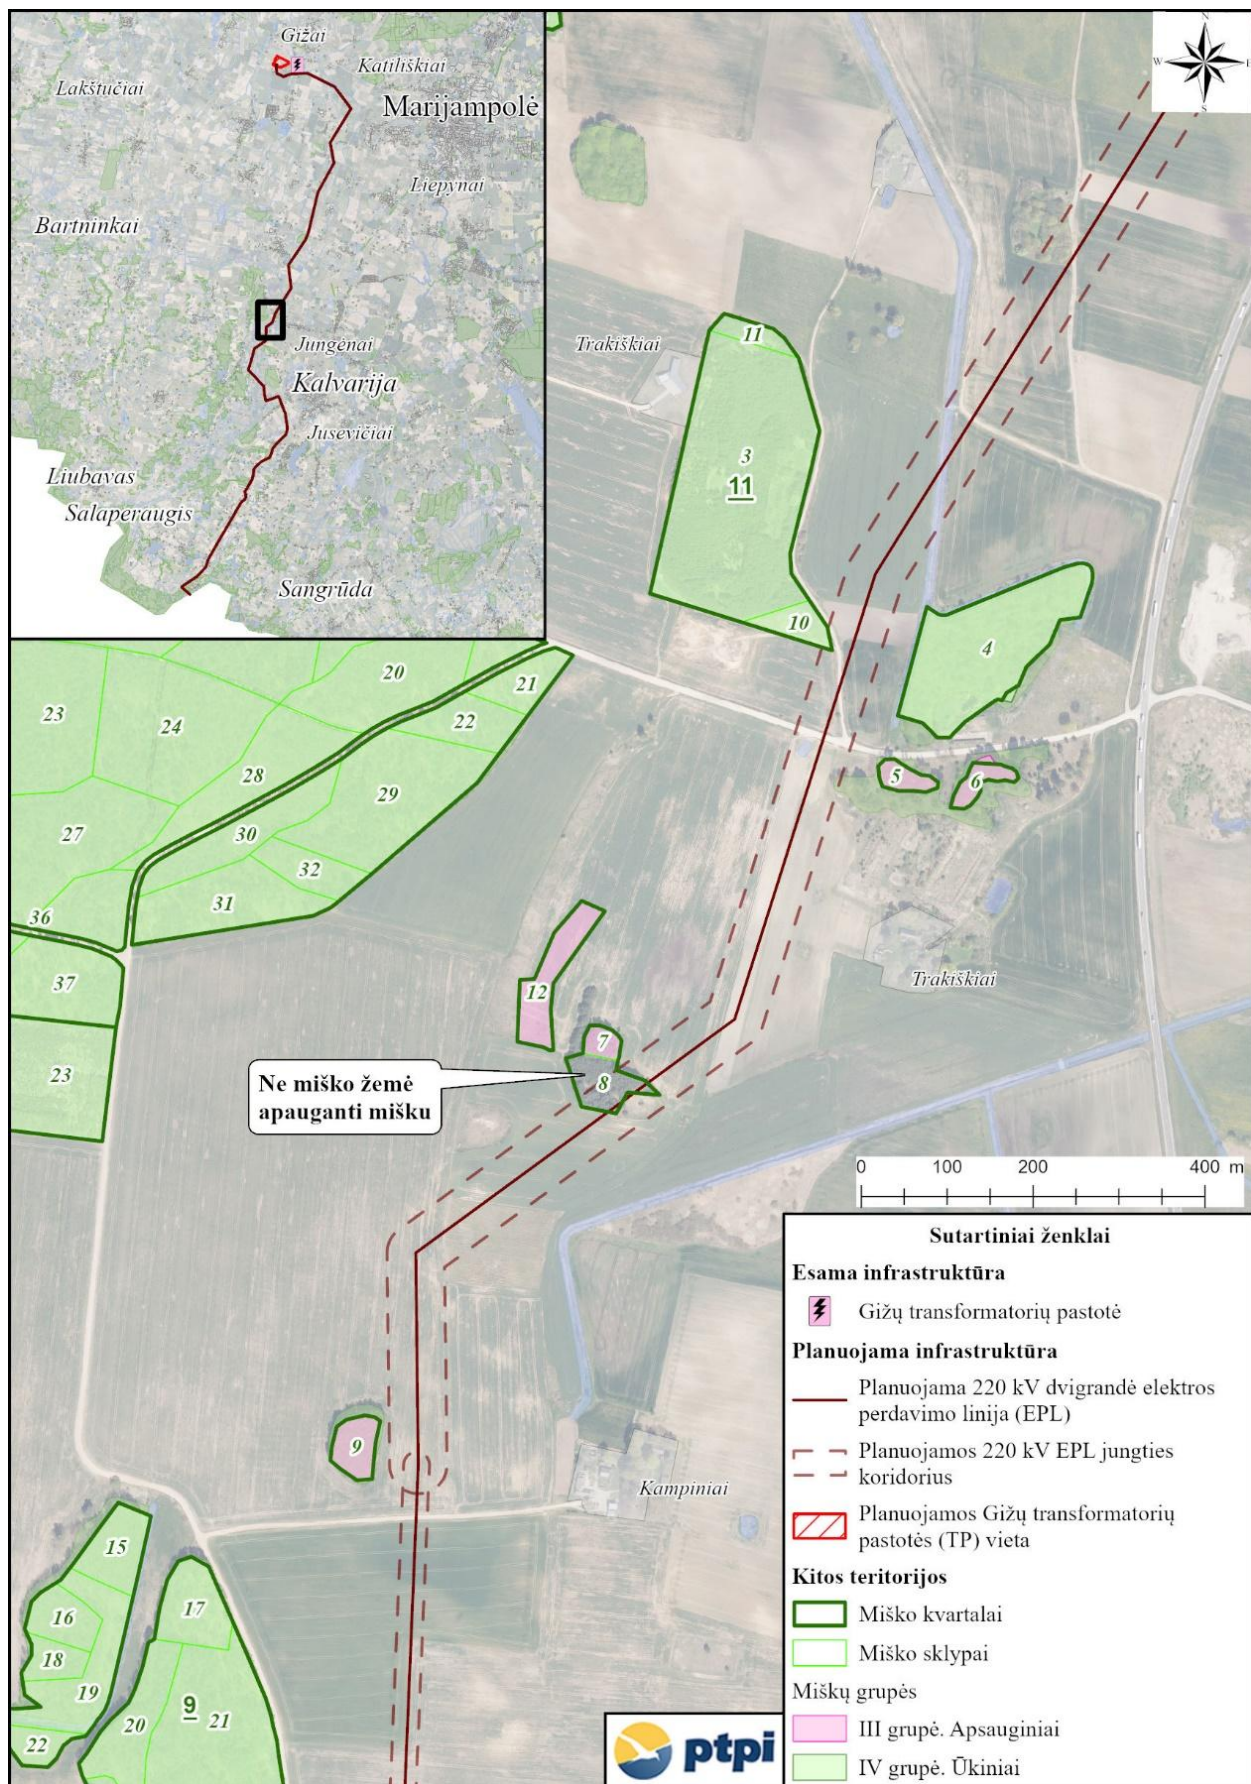 Gižai
Katiliškiai
Lakštučiai
Marijampolė
Liepynai
Bartninkai
Jungėnai
Kalvarija
Jusevičiai
Liubavas
Salaperaugis
Sangrūda
N
W
E
S
Trakiškiai
11
3
11
10
4
5
6
20
21
23
24
22
28
29
27
30
32
31
36
37
23
12
7
8
Trakiškiai
Ne miško žemė
apauganti mišku
0 100 200 400 m
9
Kampiniai
15
16
17
18
19
9
20
21
22
ptpi
Sutartiniai ženklai
Esama infrastruktūra
Gižų transformatorių pastotė
Planuojama infrastruktūra
Planuojama 220 kV dvigrandė elektros
perdavimo linija (EPL)
Planuojamos 220 kV EPL jungties
koridorius
Planuojamos Gižų transformatorių
pastotės (TP) vieta
Kitos teritorijos
Miško kvartalai
Miško sklypai
Miškų grupės
III grupė. Apsauginiai
IV grupė. Ūkiniai